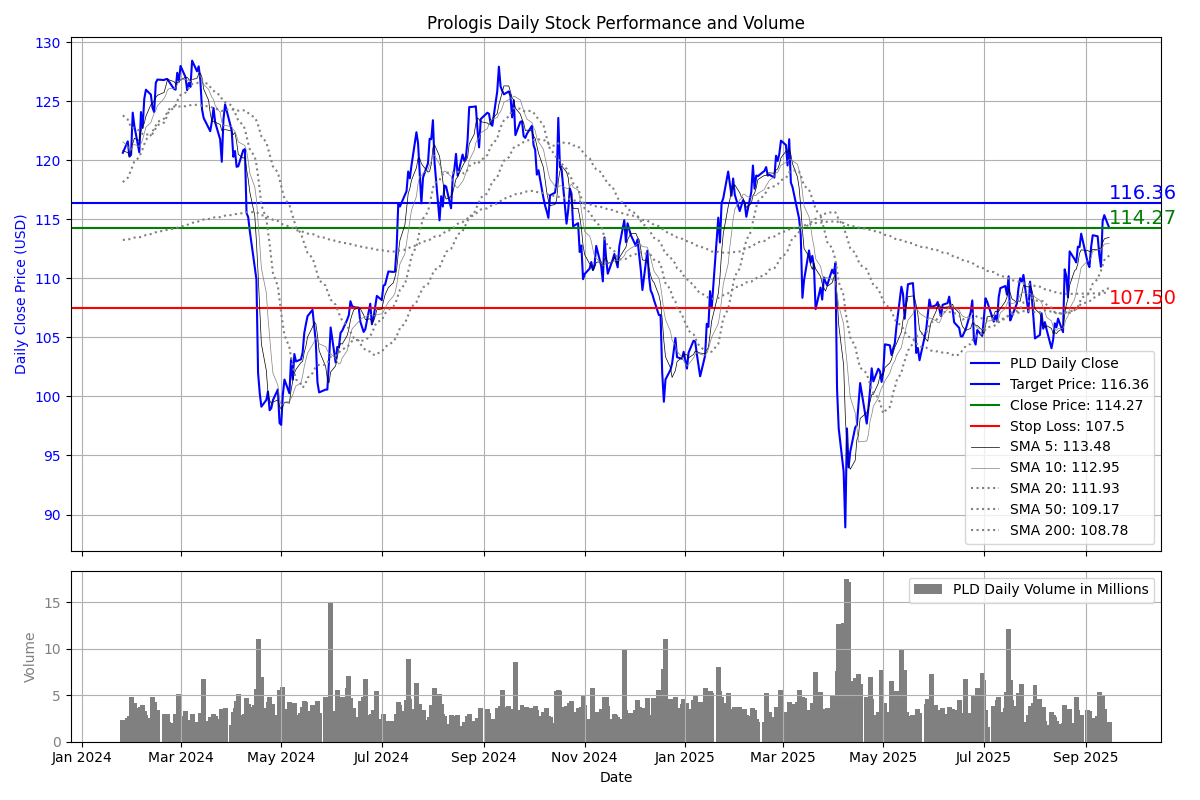 Prologis Daily Stock Performance and Volume
130
125
120
115
110
105
100
95
90
Daily Close Price (USD)
116.36
114.27
107.50
PLD Daily Close
Target Price: 116.36
Close Price: 114.27
Stop Loss: 107.5
SMA 5: 113.48
SMA 10: 112.95
SMA 20: 111.93
SMA 50: 109.17
SMA 200: 108.78
15
10
5
0
Volume
PLD Daily Volume in Millions
Jan 2024 Mar 2024 May 2024 Jul 2024 Sep 2024 Nov 2024 Jan 2025 Mar 2025 May 2025 Jul 2025 Sep 2025
Date